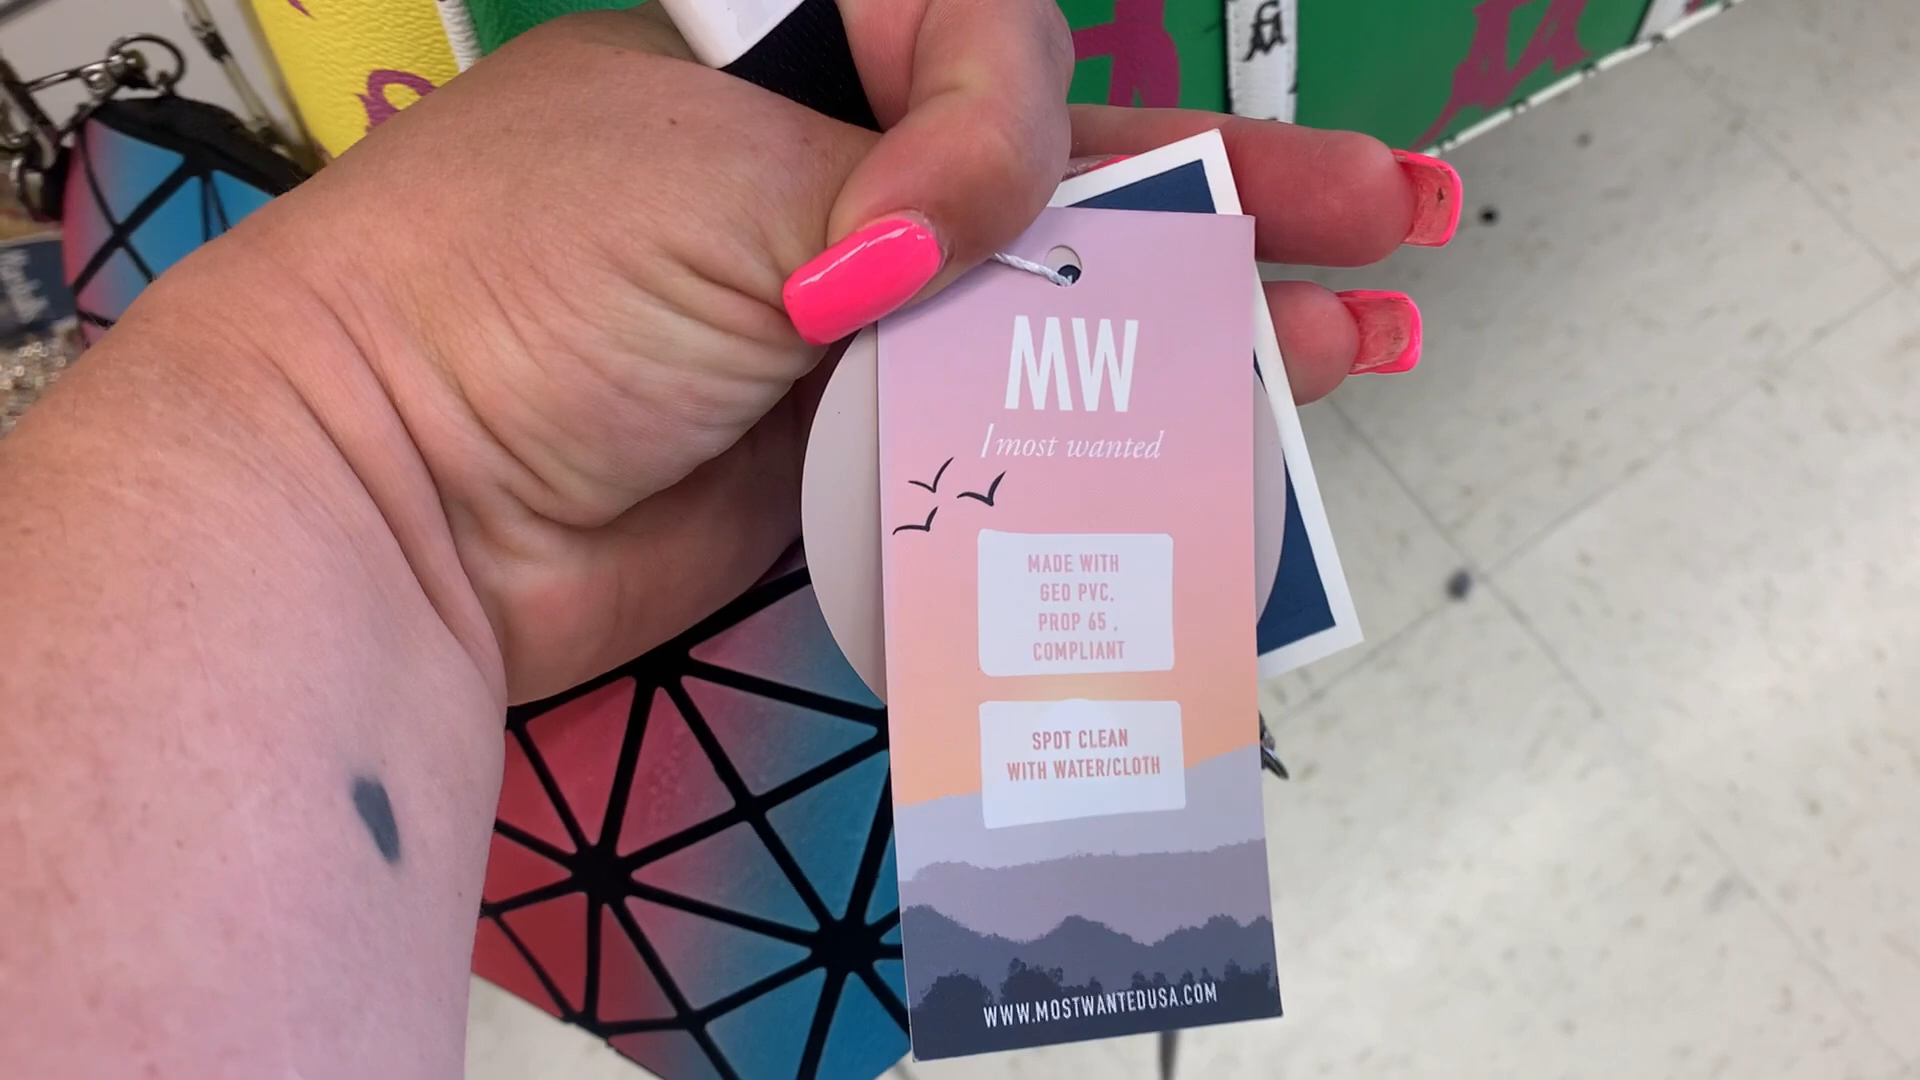 MW
most wanted
MADE WITH
GEO PVC.
PROP 65 .
COMPLIANT
SPOT CLEAN
WITH WATER/CLOTH
WWW.MOSTWANTEDUSA.COM